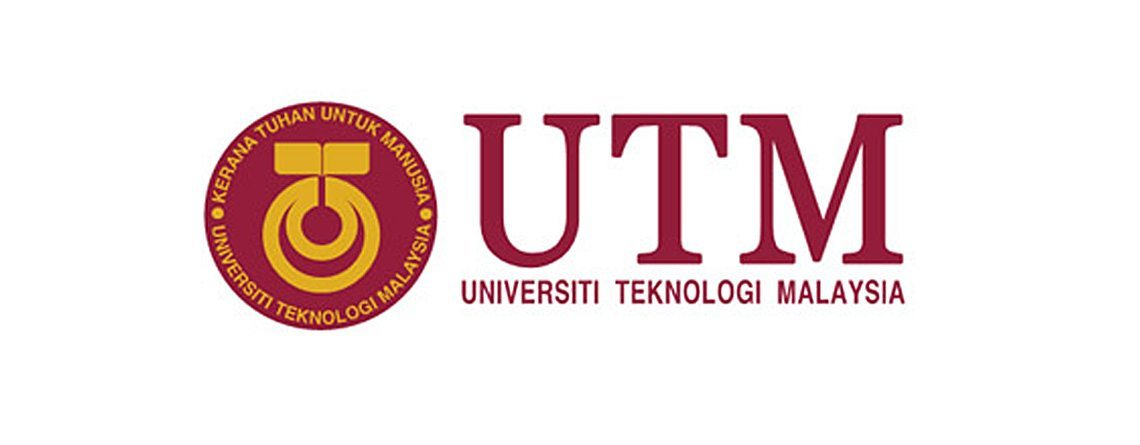 KERANA TUHAN UNTUK MANUSIA
UNIVERSITI TEKNOLOGI MALAYSIA
UTM
UNIVERSITI TEKNOLOGI MALAYSIA